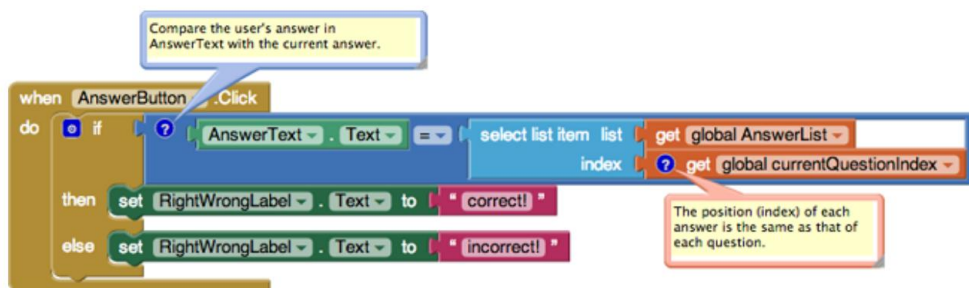 Compare the user's answer in
AnswerText with the current answer.
when AnswerButton .Click
do if ? AnswerText . Text = select list item list get global AnswerList
index ? get global currentQuestionIndex
then set RightWrongLabel . Text to " correct! "
The position (index) of each
answer is the same as that of
each question.
else set RightWrongLabel . Text to " incorrect! "